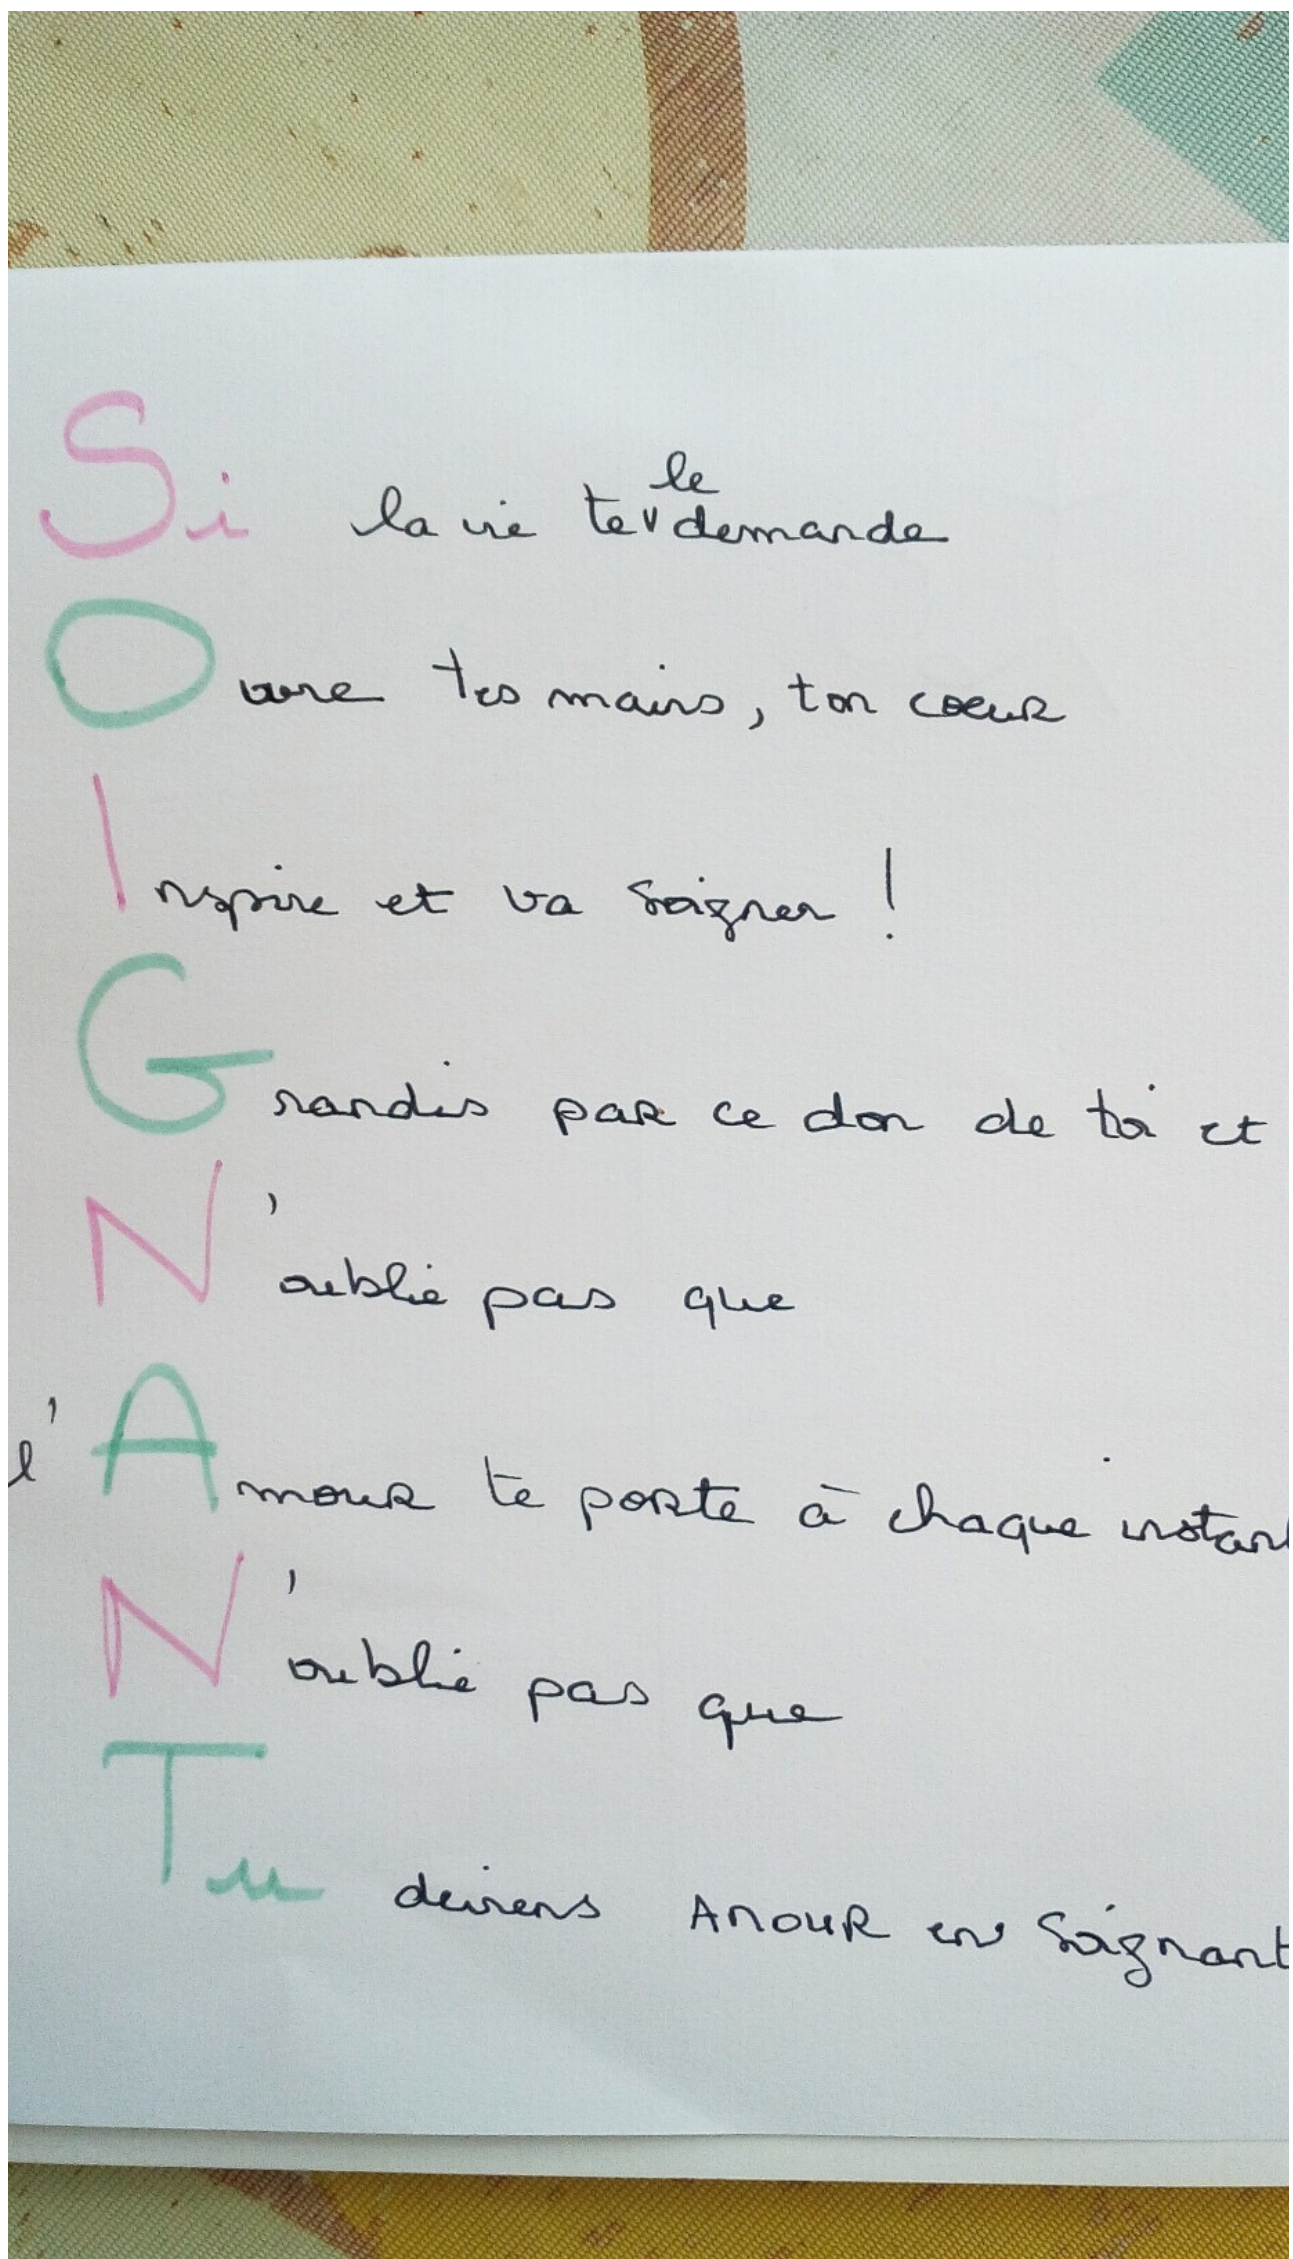 Si la vie te le demande
Ouvre tes mains, ton coeur
Inspire et va soigner !
Grandis par ce don de toi et
N'oublie pas que
l'Amour te porte à chaque instant
N'oublie pas que
Tu deviens AMOUR en soignant